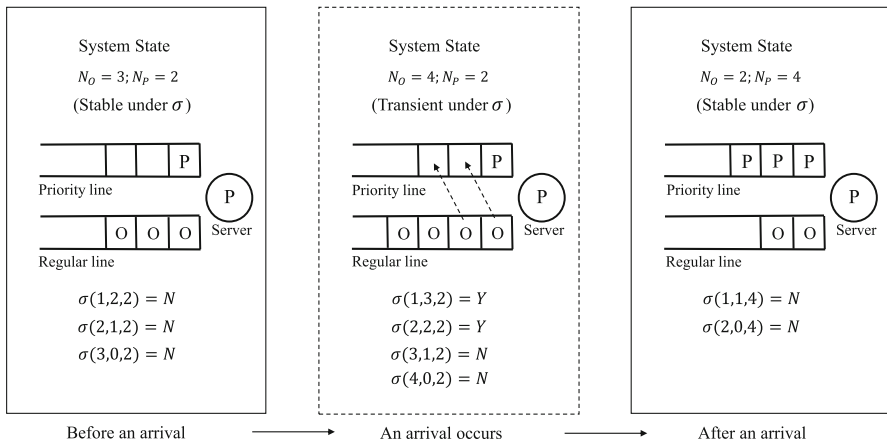 System State
N_O = 3; N_P = 2
(Stable under σ)
P
Priority line
P
Server
O O O
Regular line
σ(1,2,2) = N
σ(2,1,2) = N
σ(3,0,2) = N
System State
N_O = 4; N_P = 2
(Transient under σ)
P
Priority line
P
Server
O O O O
Regular line
σ(1,3,2) = Y
σ(2,2,2) = Y
σ(3,1,2) = N
σ(4,0,2) = N
System State
N_O = 2; N_P = 4
(Stable under σ)
P P P
Priority line
P
Server
O O
Regular line
σ(1,1,4) = N
σ(2,0,4) = N
Before an arrival
An arrival occurs
After an arrival